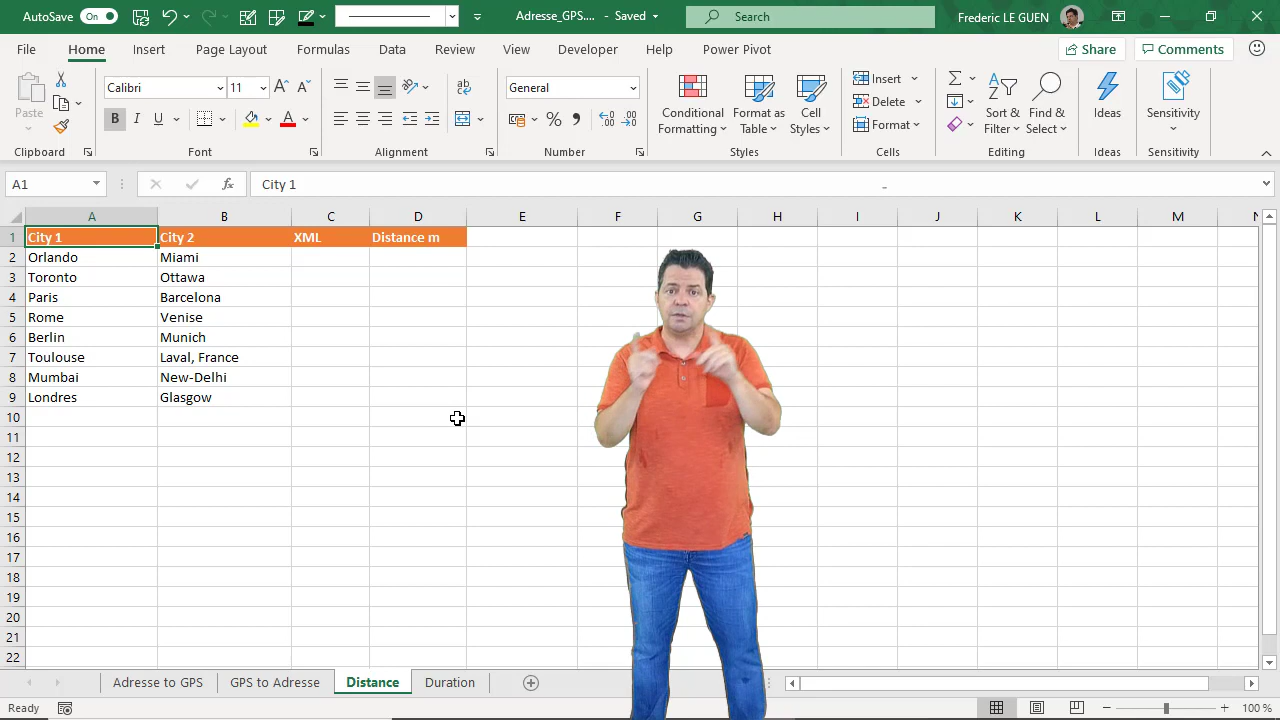 AutoSave On Adresse_GPS.... - Saved Search Frederic LE GUEN
File Home Insert Page Layout Formulas Data Review View Developer Help Power Pivot Share Comments
Paste Calibri 11 General Conditional Formatting Format as Table Cell Styles Insert Delete Format Sort & Filter Find & Select Ideas Sensitivity
Clipboard Font Alignment Number Styles Cells Editing Ideas Sensitivity
A1 fx City 1
A B C D E F G H I J K L M N
1 City 1 City 2 XML Distance m
2 Orlando Miami
3 Toronto Ottawa
4 Paris Barcelona
5 Rome Venise
6 Berlin Munich
7 Toulouse Laval, France
8 Mumbai New-Delhi
9 Londres Glasgow
10
11
12
13
14
15
16
17
18
19
20
21
22
Adresse to GPS GPS to Adresse Distance Duration
Ready 100 %